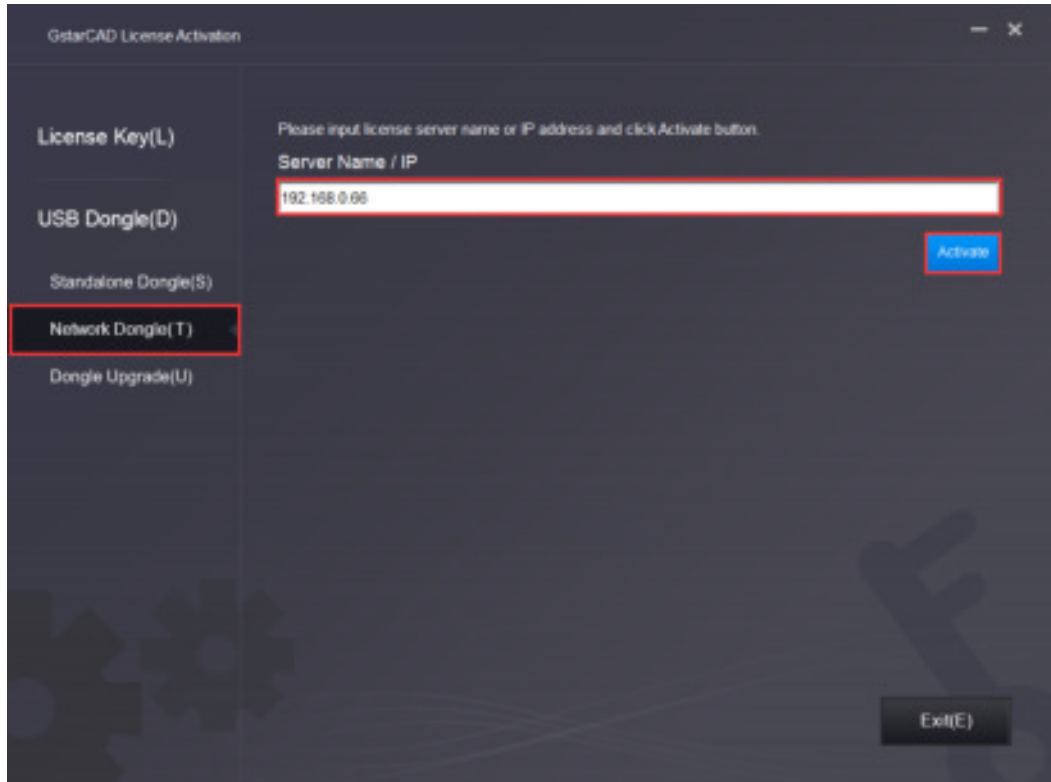 GstarCAD License Activation
License Key(L)
USB Dongle(D)
Standalone Dongle(S)
Network Dongle(T)
Dongle Upgrade(U)
Please input license server name or IP address and click Activate button.
Server Name / IP
192.168.0.66
Activate
Exit(E)